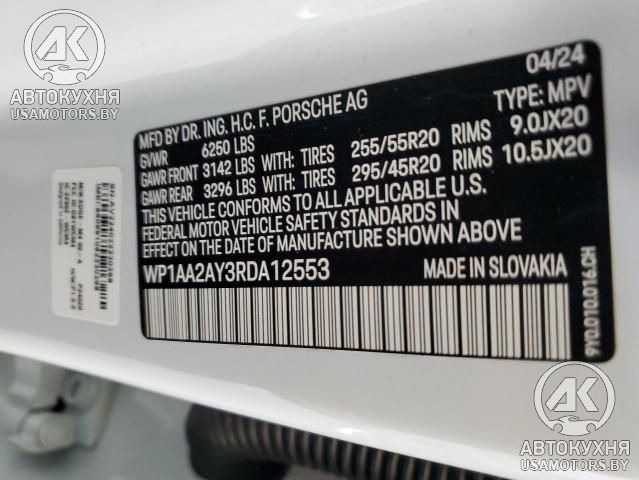 АК
АВТОКУХНЯ
USAMOTORS.BY
04/24
MFD BY DR. ING. H.C. F. PORSCHE AG
TYPE: MPV
GVWR 6250 LBS
GAWR FRONT 3142 LBS WITH: TIRES 255/55R20 RIMS 9.0JX20
GAWR REAR 3296 LBS WITH: TIRES 295/45R20 RIMS 10.5JX20
THIS VEHICLE CONFORMS TO ALL APPLICABLE U.S.
FEDERAL MOTOR VEHICLE SAFETY STANDARDS IN
EFFECT ON THE DATE OF MANUFACTURE SHOWN ABOVE.
WP1AA2AY3RDA12553 MADE IN SLOVAKIA
9Y0.010.016.CH
АК
АВТОКУХНЯ
USAMOTORS.BY